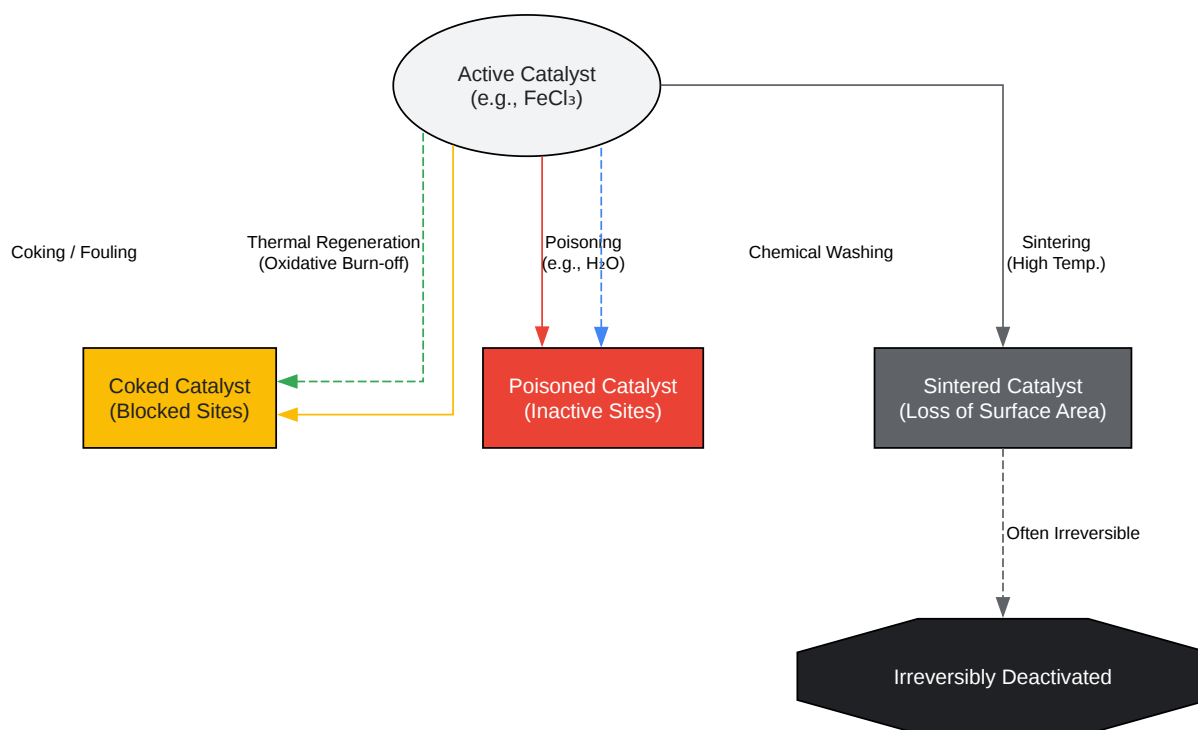 Active Catalyst
(e.g., FeCl₃)
Coking / Fouling
Thermal Regeneration
(Oxidative Burn-off)
Poisoning
(e.g., H₂O)
Chemical Washing
Sintering
(High Temp.)
Coked Catalyst
(Blocked Sites)
Poisoned Catalyst
(Inactive Sites)
Sintered Catalyst
(Loss of Surface Area)
Often Irreversible
Irreversibly Deactivated